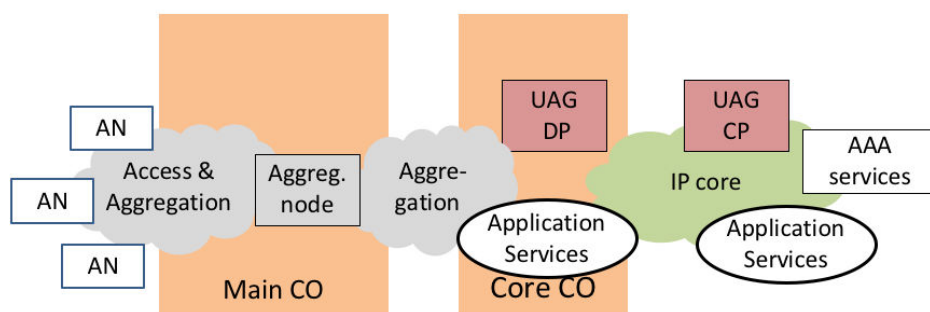 AN
AN
AN
Access &
Aggregation
Aggreg.
node
Main CO
Aggre-
gation
UAG
DP
Application
Services
Core CO
UAG
CP
IP core
AAA
services
Application
Services